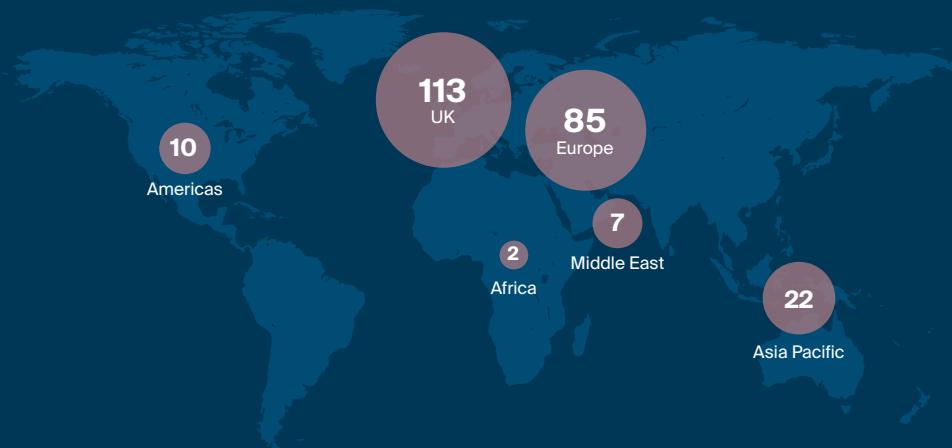 113
UK
85
Europe
10
Americas
7
Middle East
2
Africa
22
Asia Pacific